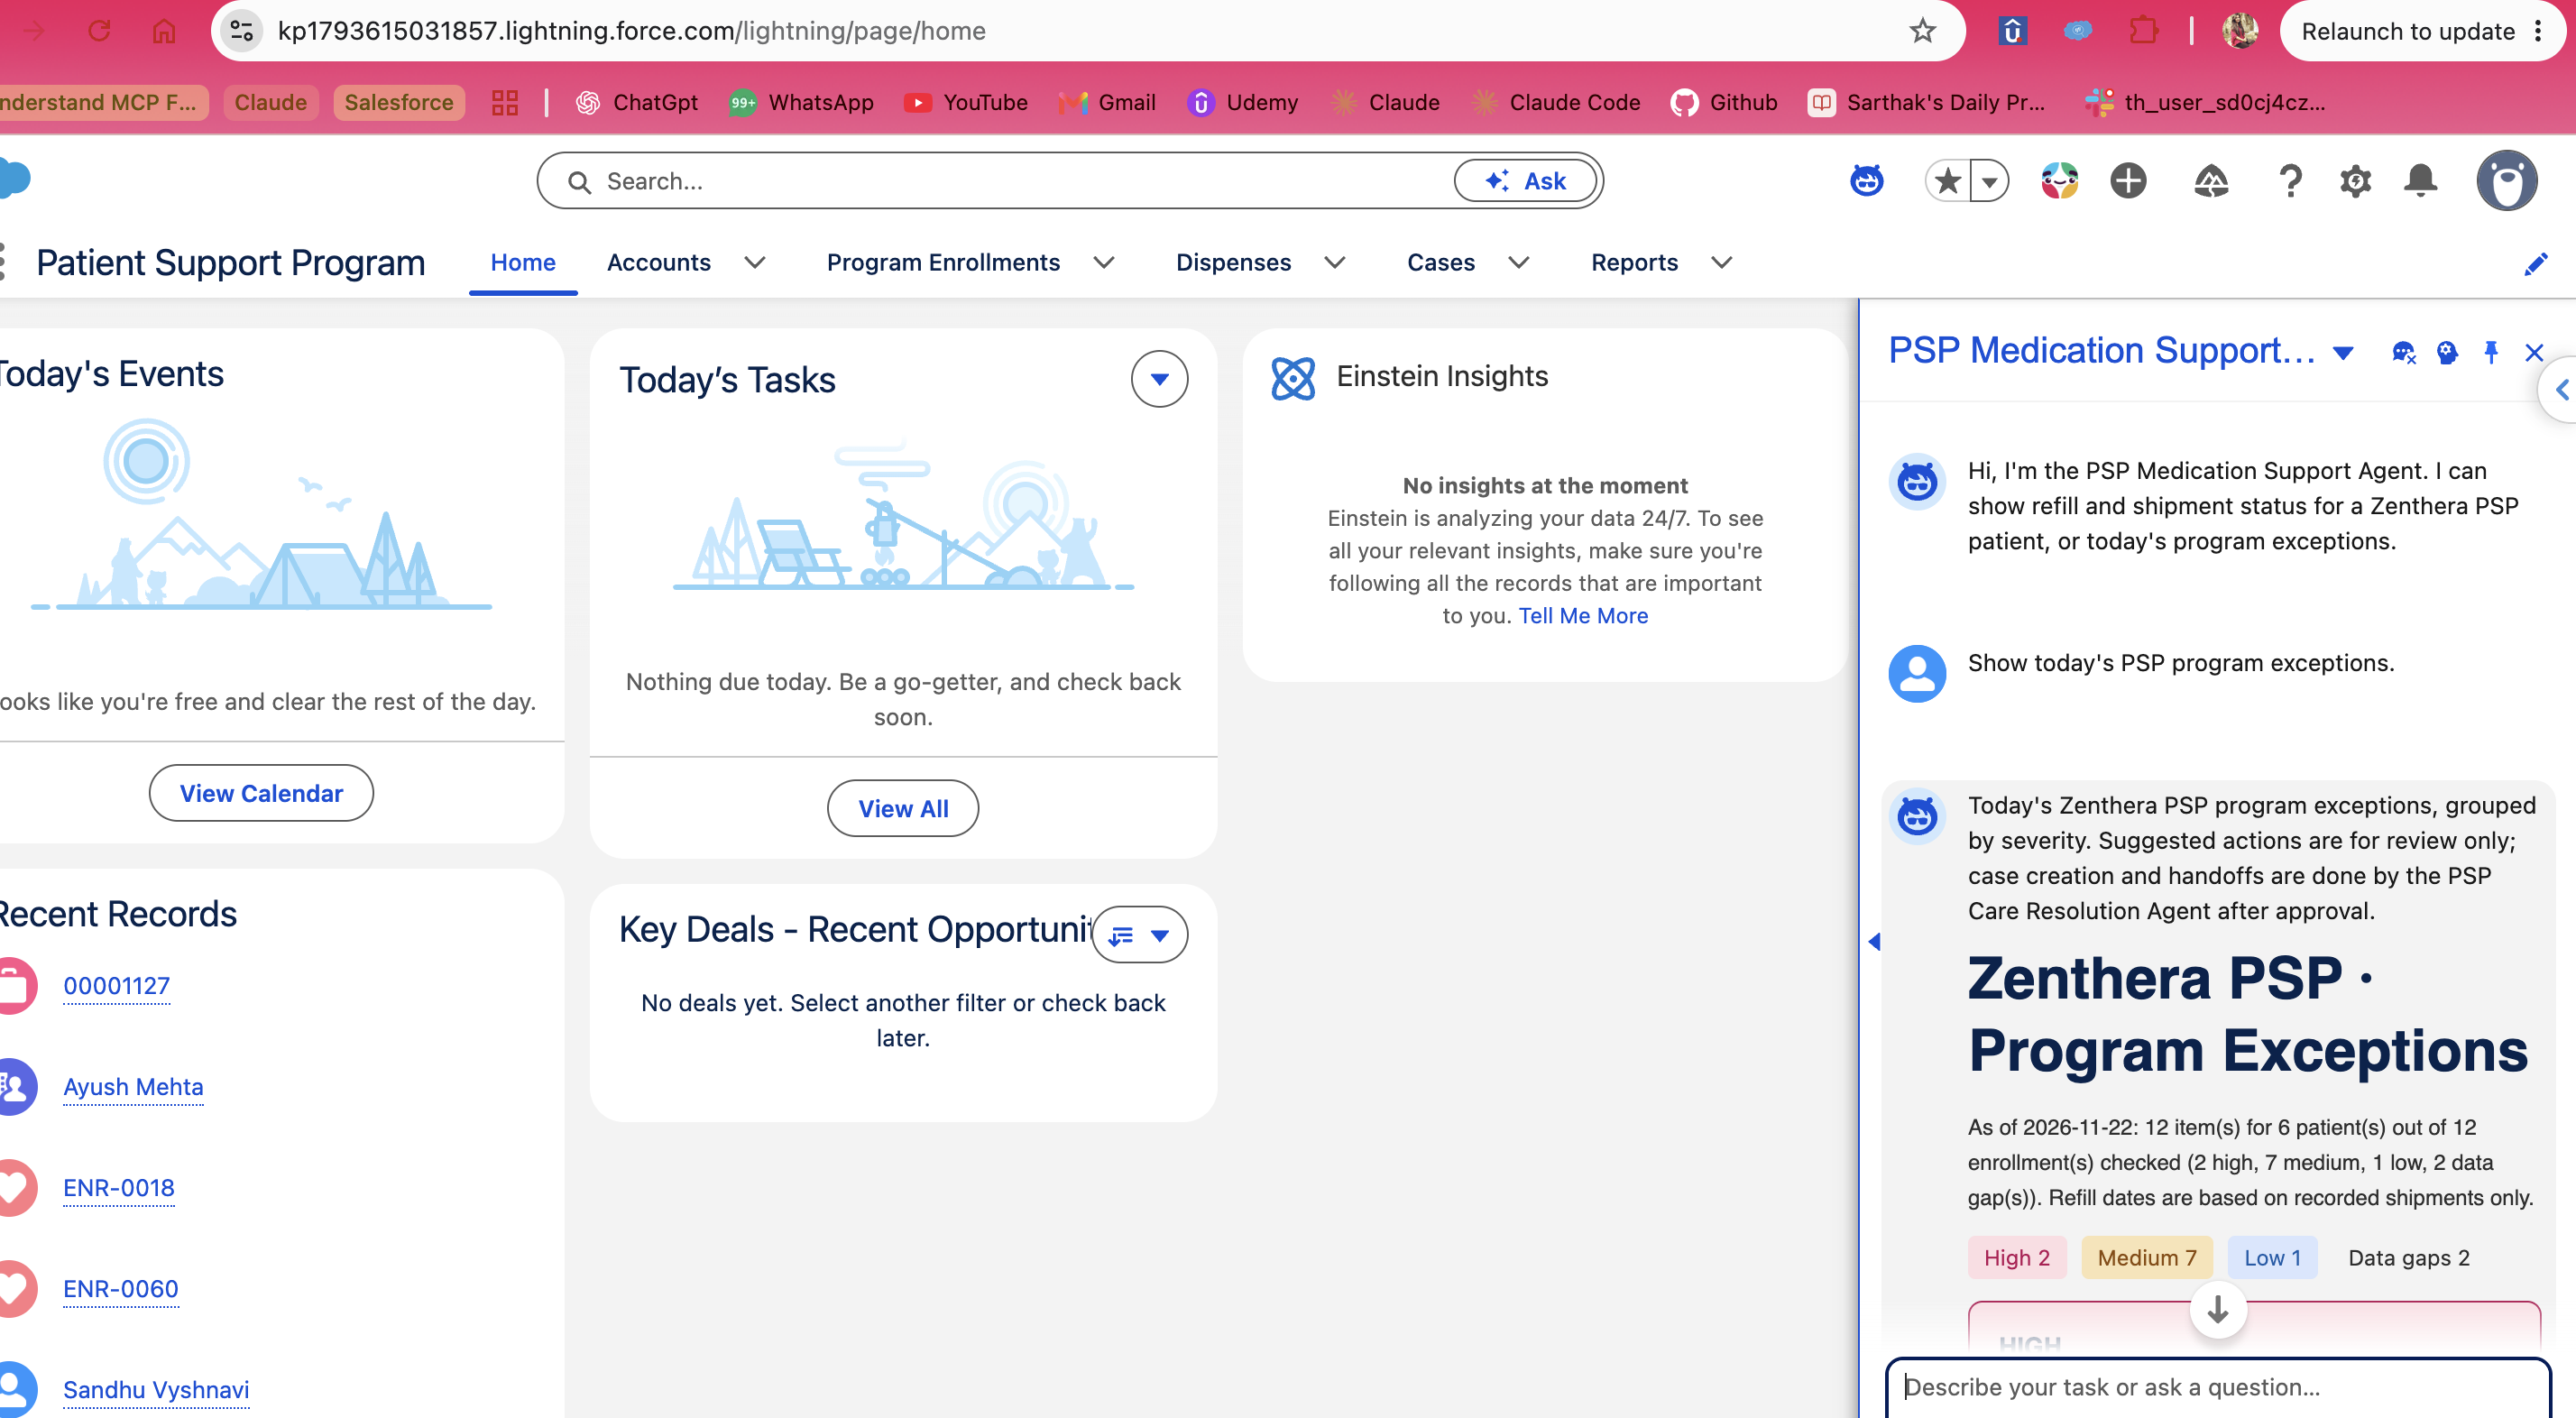 kp1793615031857.lightning.force.com/lightning/page/home
Relaunch to update
nderstand MCP F...
Claude
Salesforce
ChatGpt
99+
WhatsApp
YouTube
Gmail
Udemy
Claude
Claude Code
Github
Sarthak's Daily Pr...
th_user_sd0cj4cz...
Search...
Ask
Patient Support Program
Home
Accounts
Program Enrollments
Dispenses
Cases
Reports
Today's Events
ooks like you're free and clear the rest of the day.
View Calendar
Recent Records
00001127
Ayush Mehta
ENR-0018
ENR-0060
Sandhu Vyshnavi
Today's Tasks
Nothing due today. Be a go-getter, and check back
soon.
View All
Key Deals - Recent Opportunit
No deals yet. Select another filter or check back
later.
Einstein Insights
No insights at the moment
Einstein is analyzing your data 24/7. To see
all your relevant insights, make sure you're
following all the records that are important
to you. Tell Me More
PSP Medication Support...
Hi, I'm the PSP Medication Support Agent. I can
show refill and shipment status for a Zenthera PSP
patient, or today's program exceptions.
Show today's PSP program exceptions.
Today's Zenthera PSP program exceptions, grouped
by severity. Suggested actions are for review only;
case creation and handoffs are done by the PSP
Care Resolution Agent after approval.
Zenthera PSP ·
Program Exceptions
As of 2026-11-22: 12 item(s) for 6 patient(s) out of 12
enrollment(s) checked (2 high, 7 medium, 1 low, 2 data
gap(s)). Refill dates are based on recorded shipments only.
High 2
Medium 7
Low 1
Data gaps 2
HIGH
Describe your task or ask a question...